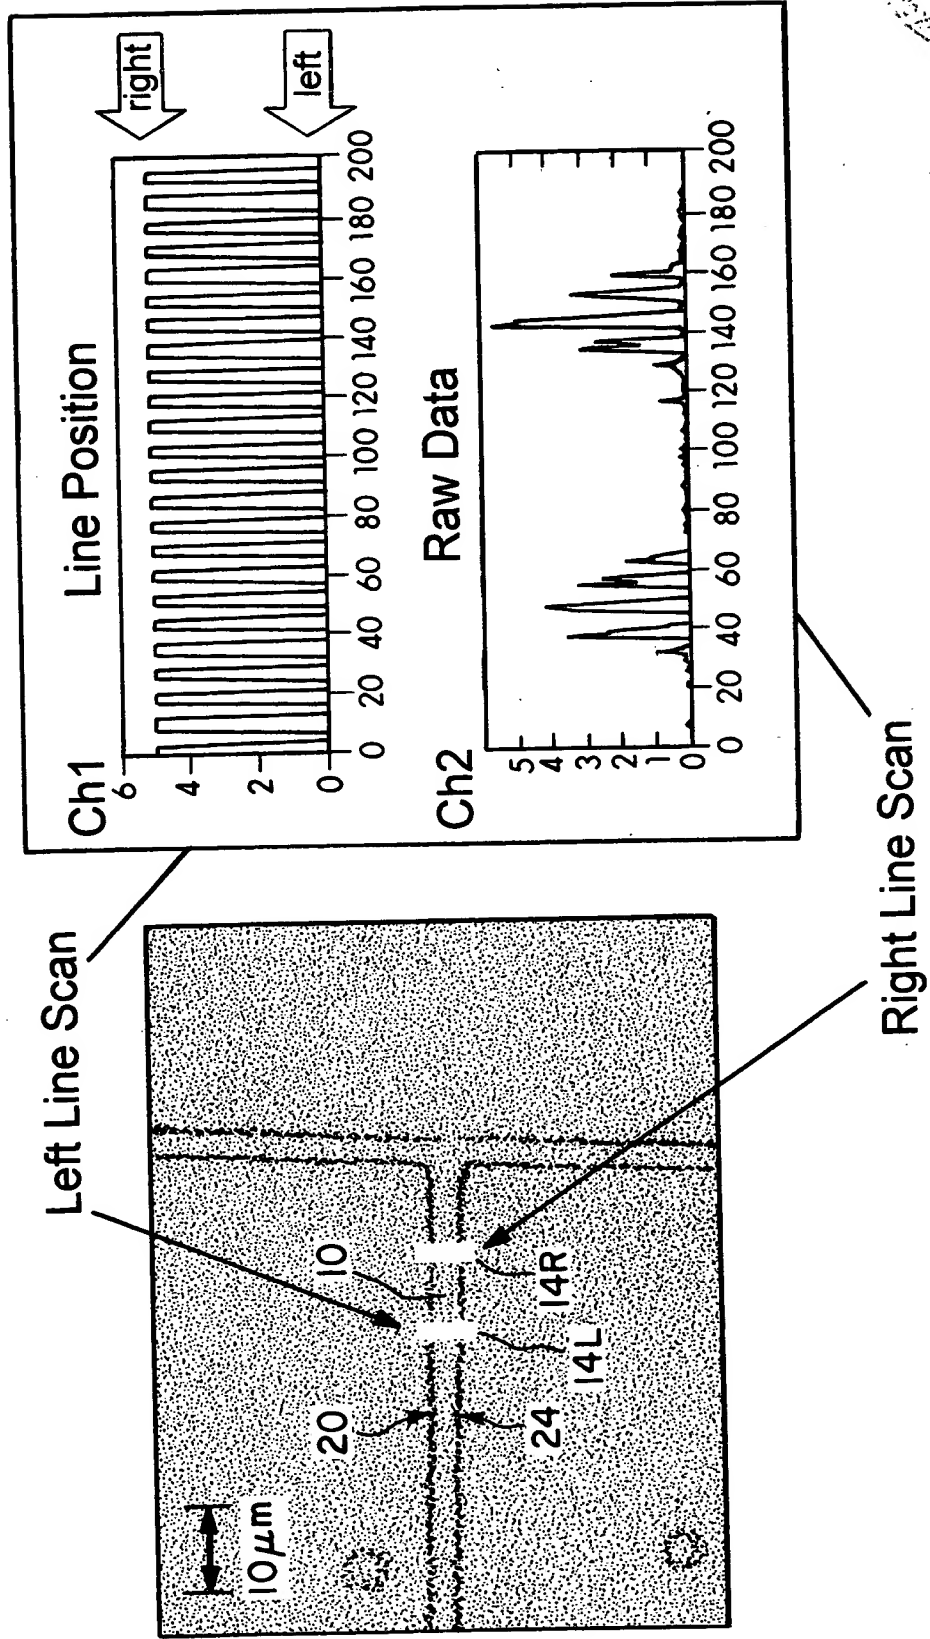 Left Line Scan
10µm
20
24
10
14L
14R
Right Line Scan
Line Position
Ch1
6
4
2
0
0 20 40 60 80 100 120 140 160 180 200
right
left
Raw Data
Ch2
5
4
3
2
1
0
0 20 40 60 80 100 120 140 160 180 200